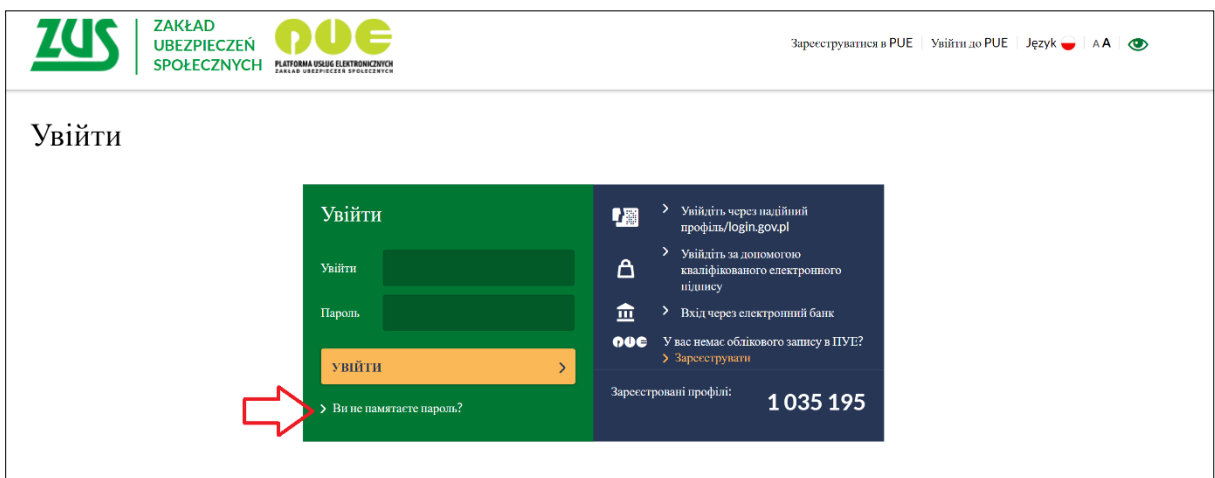 ZUS
ZAKŁAD
UBEZPIECZEŃ
SPOŁECZNYCH
PUE
PLATFORMA USŁUG ELEKTRONICZNYCH
ZAKŁAD UBEZPIECZEŃ SPOŁECZNYCH
Зареєструватися в PUE | Увійти до PUE | Język | A A
Увійти
Увійти
Увійти
Пароль
УВІЙТИ
Ви не памятаєте пароль?
Увійдіть через надійний
профіль/login.gov.pl
Увійдіть за допомогою
кваліфікованого електронного
підпису
Вхід через електронний банк
PUE У вас немає облікового запису в ПУЕ?
Зареєструвати
Зареєстровані профілі:
1 035 195